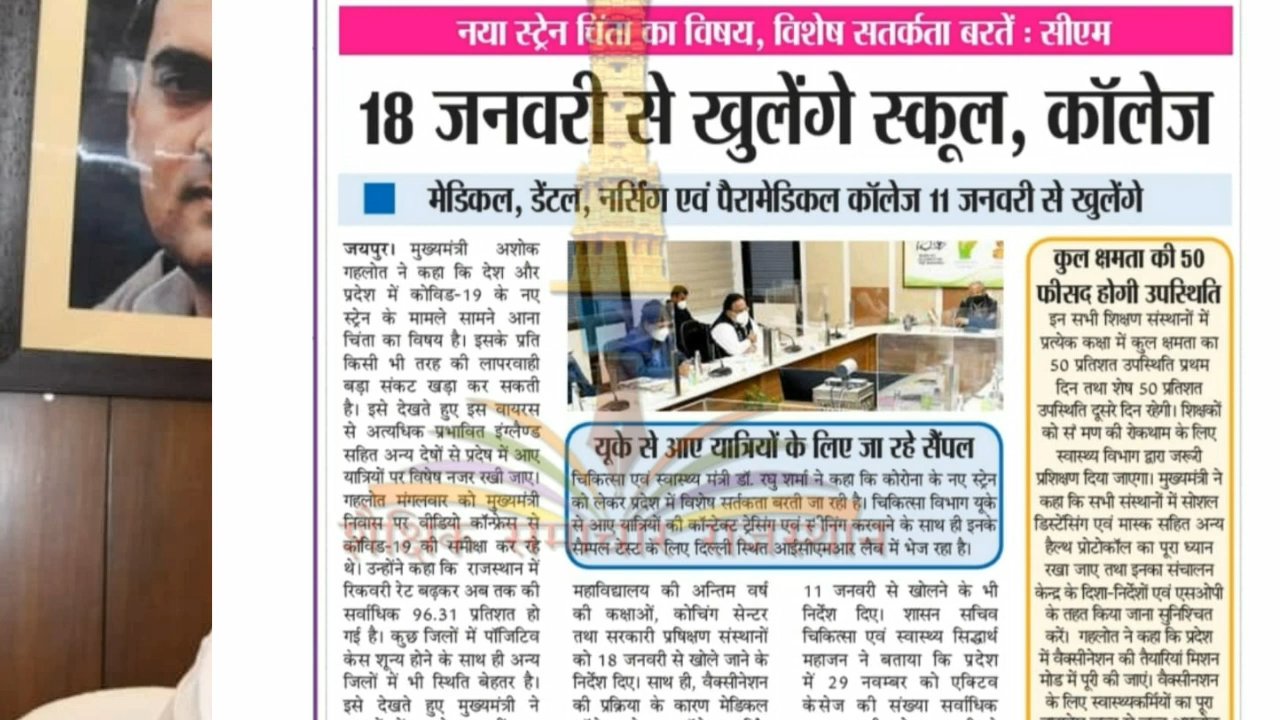 नया स्ट्रेन चिंता का विषय, विशेष सतर्कता बरतें : सीएम
18 जनवरी से खुलेंगे स्कूल, कॉलेज
मेडिकल, डेंटल, नर्सिंग एवं पैरामेडिकल कॉलेज 11 जनवरी से खुलेंगे
जयपुर। मुख्यमंत्री अशोक
गहलोत ने कहा कि देश और
प्रदेश में कोविड-19 के नए
स्ट्रेन के मामले सामने आना
चिंता का विषय है। इसके प्रति
किसी भी तरह की लापरवाही
बड़ा संकट खड़ा कर सकती
है। इसे देखते हुए इस वायरस
से अत्यधिक प्रभावित इंग्लैण्ड
सहित अन्य देषों से प्रदेष में आए
यात्रियों पर विषेष नजर रखी जाए।
गहलोत मंगलवार को मुख्यमंत्री
निवास पर वीडियो कॉन्फ्रेंस से
कोविड-19 की समीक्षा कर रहे
थे। उन्होंने कहा कि राजस्थान में
रिकवरी रेट बढ़कर अब तक की
सर्वाधिक 96.31 प्रतिशत हो
गई है। कुछ जिलों में पॉजिटिव
केस शून्य होने के साथ ही अन्य
जिलों में भी स्थिति बेहतर है।
इसे देखते हुए मुख्यमंत्री ने
यूके से आए यात्रियों के लिए जा रहे सैंपल
चिकित्सा एवं स्वास्थ्य मंत्री डॉ. रघु शर्मा ने कहा कि कोरोना के नए स्ट्रेन
को लेकर प्रदेश में विशेष सर्तकता बरती जा रही है। चिकित्सा विभाग यूके
से आए यात्रियों की कॉन्टेक्ट ट्रेसिंग एवं स्क्रीनिंग करवाने के साथ ही इनके
सैम्पल टेस्ट के लिए दिल्ली स्थित आईसीएमआर लैब में भेज रहा है।
महाविद्यालय की अन्तिम वर्ष
की कक्षाओं, कोचिंग सेन्टर
तथा सरकारी प्रषिक्षण संस्थानों
को 18 जनवरी से खोले जाने के
निर्देश दिए। साथ ही, वैक्सीनेशन
की प्रक्रिया के कारण मेडिकल
11 जनवरी से खोलने के भी
निर्देश दिए। शासन सचिव
चिकित्सा एवं स्वास्थ्य सिद्धार्थ
महाजन ने बताया कि प्रदेश
में 29 नवम्बर को एक्टिव
केसेज की संख्या सर्वाधिक
कुल क्षमता की 50
फीसद होगी उपस्थिति
इन सभी शिक्षण संस्थानों में
प्रत्येक कक्षा में कुल क्षमता का
50 प्रतिशत उपस्थिति प्रथम
दिन तथा शेष 50 प्रतिशत
उपस्थिति दूसरे दिन रहेगी। शिक्षकों
को सं मण की रोकथाम के लिए
स्वास्थ्य विभाग द्वारा जरूरी
प्रशिक्षण दिया जाएगा। मुख्यमंत्री ने
कहा कि सभी संस्थानों में सोशल
डिस्टेंसिंग एवं मास्क सहित अन्य
हैल्थ प्रोटोकॉल का पूरा ध्यान
रखा जाए तथा इनका संचालन
केन्द्र के दिशा-निर्देशों एवं एसओपी
के तहत किया जाना सुनिश्चित
करें। गहलोत ने कहा कि प्रदेश
में वैक्सीनेशन की तैयारियां मिशन
मोड में पूरी की जाएं। वैक्सीनशन
के लिए स्वास्थ्यकर्मियों का पूरा
शैक्षिक समाचार राजस्थान